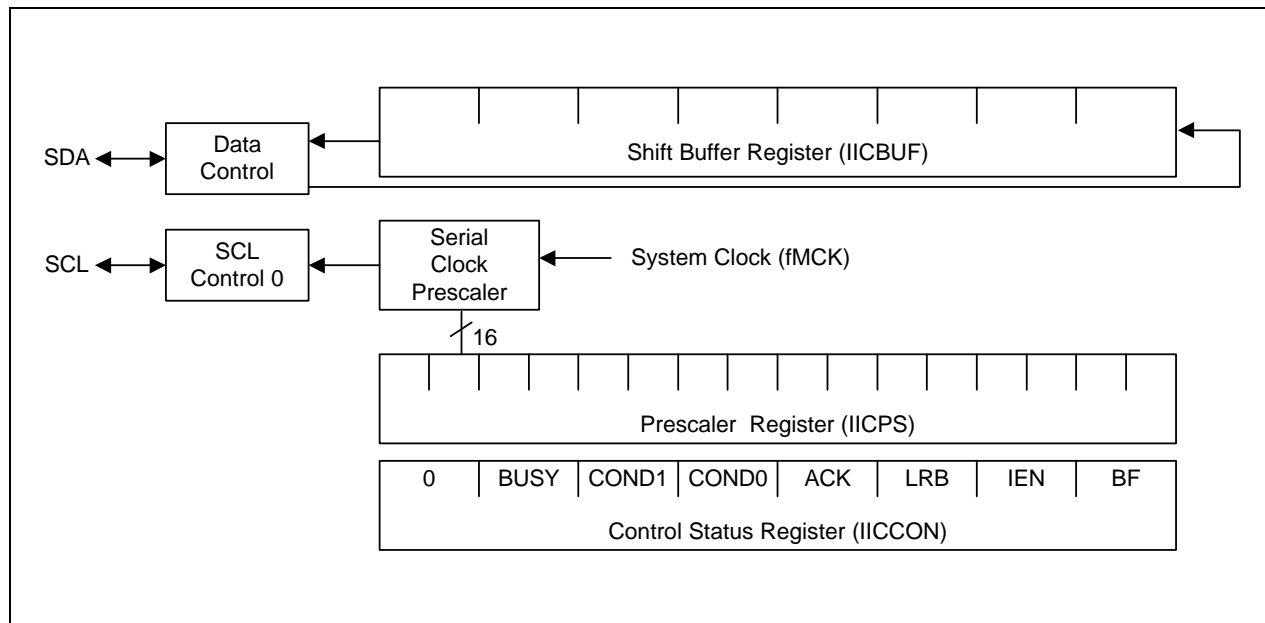 SDA
Data
Control
Shift Buffer Register (IICBUF)
SCL
SCL
Control 0
Serial
Clock
Prescaler
System Clock (fMCK)
16
Prescaler Register (IICPS)
0 BUSY COND1 COND0 ACK LRB IEN BF
Control Status Register (IICCON)